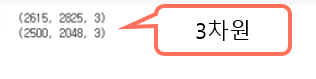 (2615, 2825, 3)
(2500, 2048, 3)
3차원